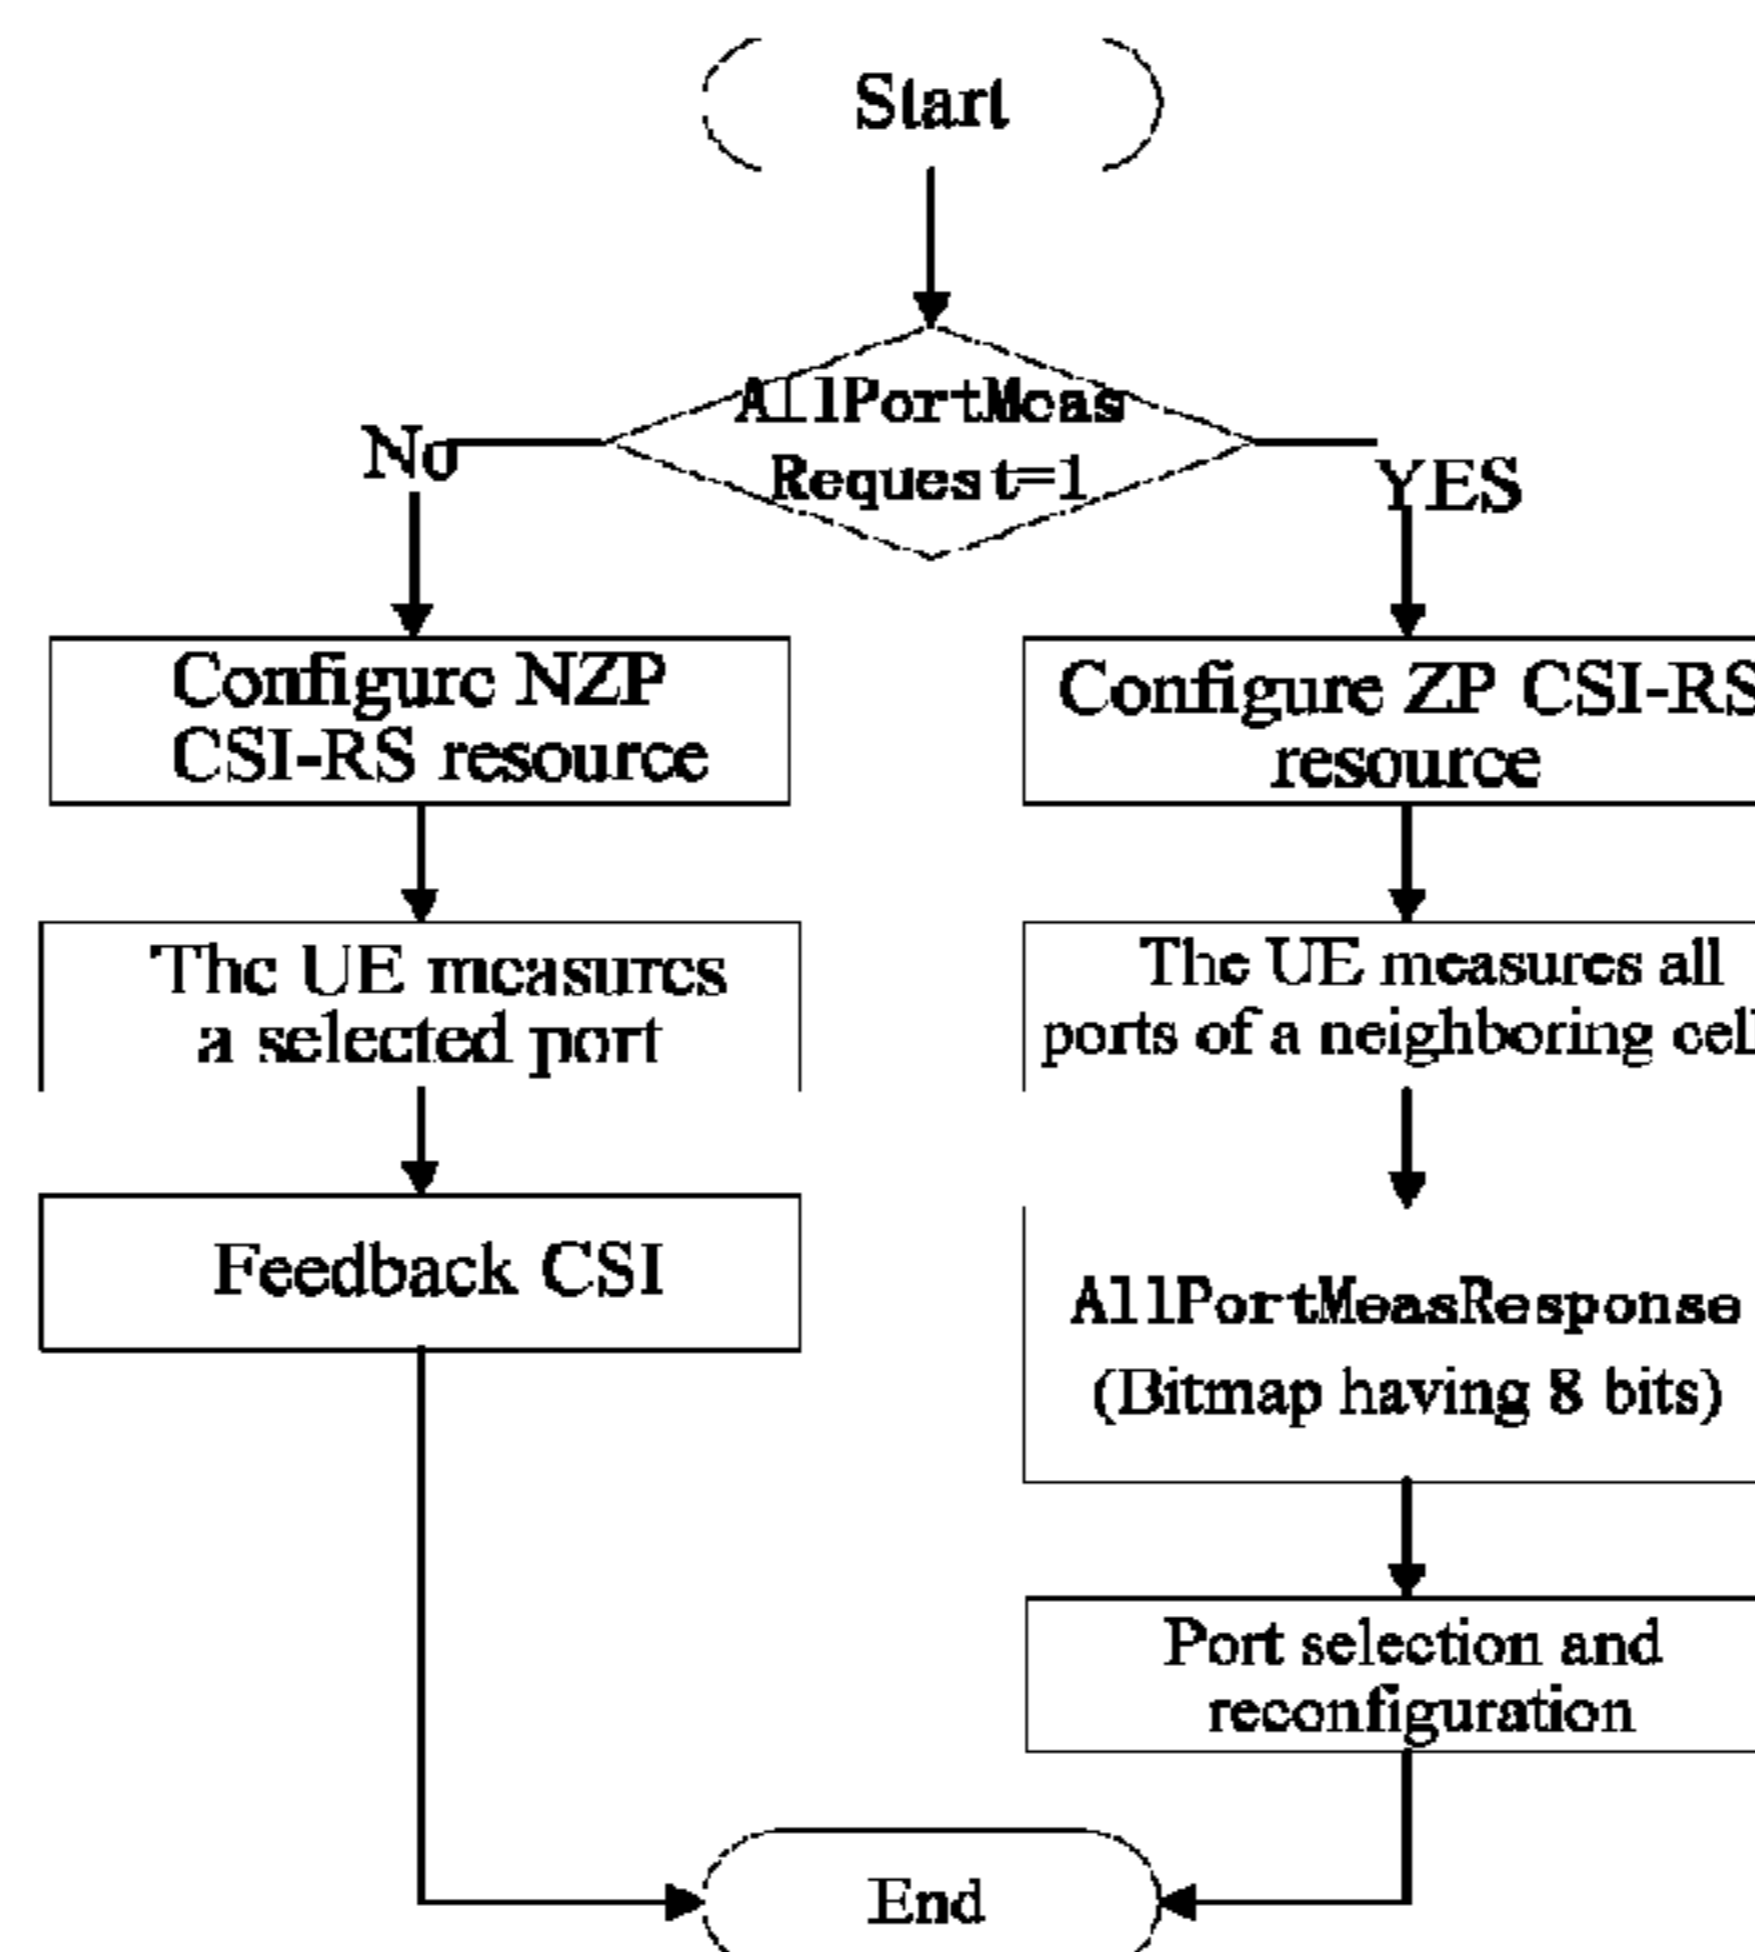 Start
AllPortMeas
Request=1
No
YES
Configure NZP
CSI-RS resource
Configure ZP CSI-RS
resource
The UE measures
a selected port
The UE measures all
ports of a neighboring cell
Feedback CSI
AllPortMeasResponse
(Bitmap having 8 bits)
Port selection and
reconfiguration
End